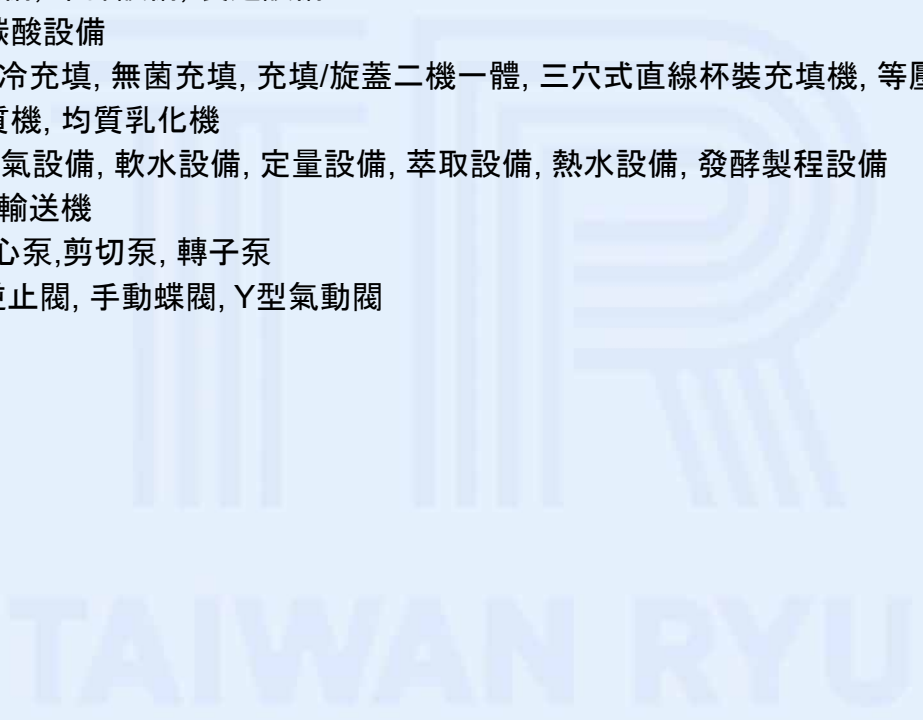 酸設備
冷充填, 無菌充填, 充填/旋蓋二機一體, 三穴式直線杯裝充填機, 等
機, 均質乳化機
氣設備, 軟水設備, 定量設備, 萃取設備, 熱水設備, 發酵製程設備
輸送機
心泵,剪切泵, 轉子泵
止閥, 手動蝶閥, Y型氣動閥
TR
TAIWAN RYU